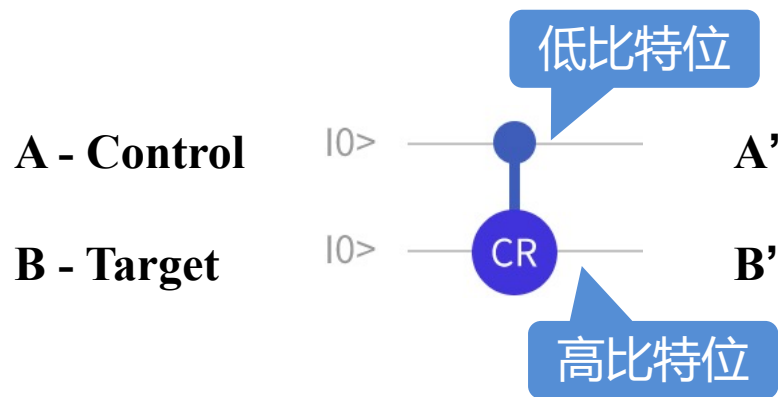 低比特位
A - Control |0> A’
B - Target |0> CR B’
高比特位